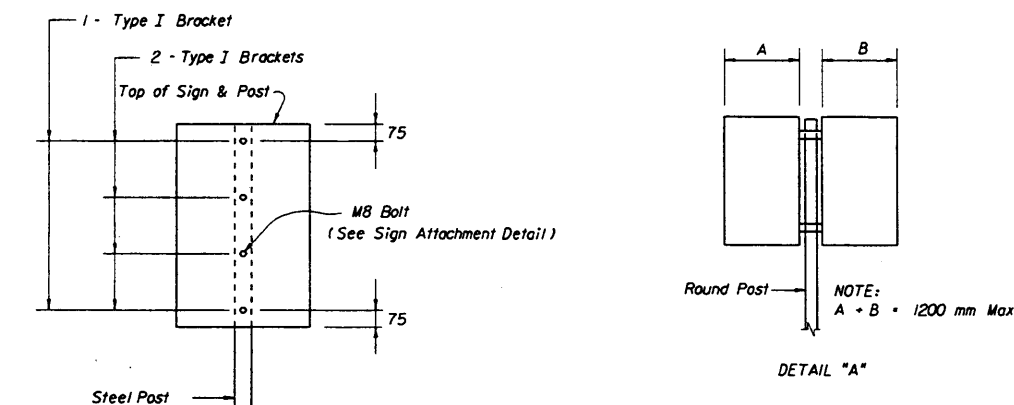 1 - Type I Bracket
2 - Type I Brackets
Top of Sign & Post
75
M8 Bolt
(See Sign Attachment Detail)
75
Steel Post
A
B
Round Post
NOTE:
A + B = 1200 mm Max
DETAIL "A"